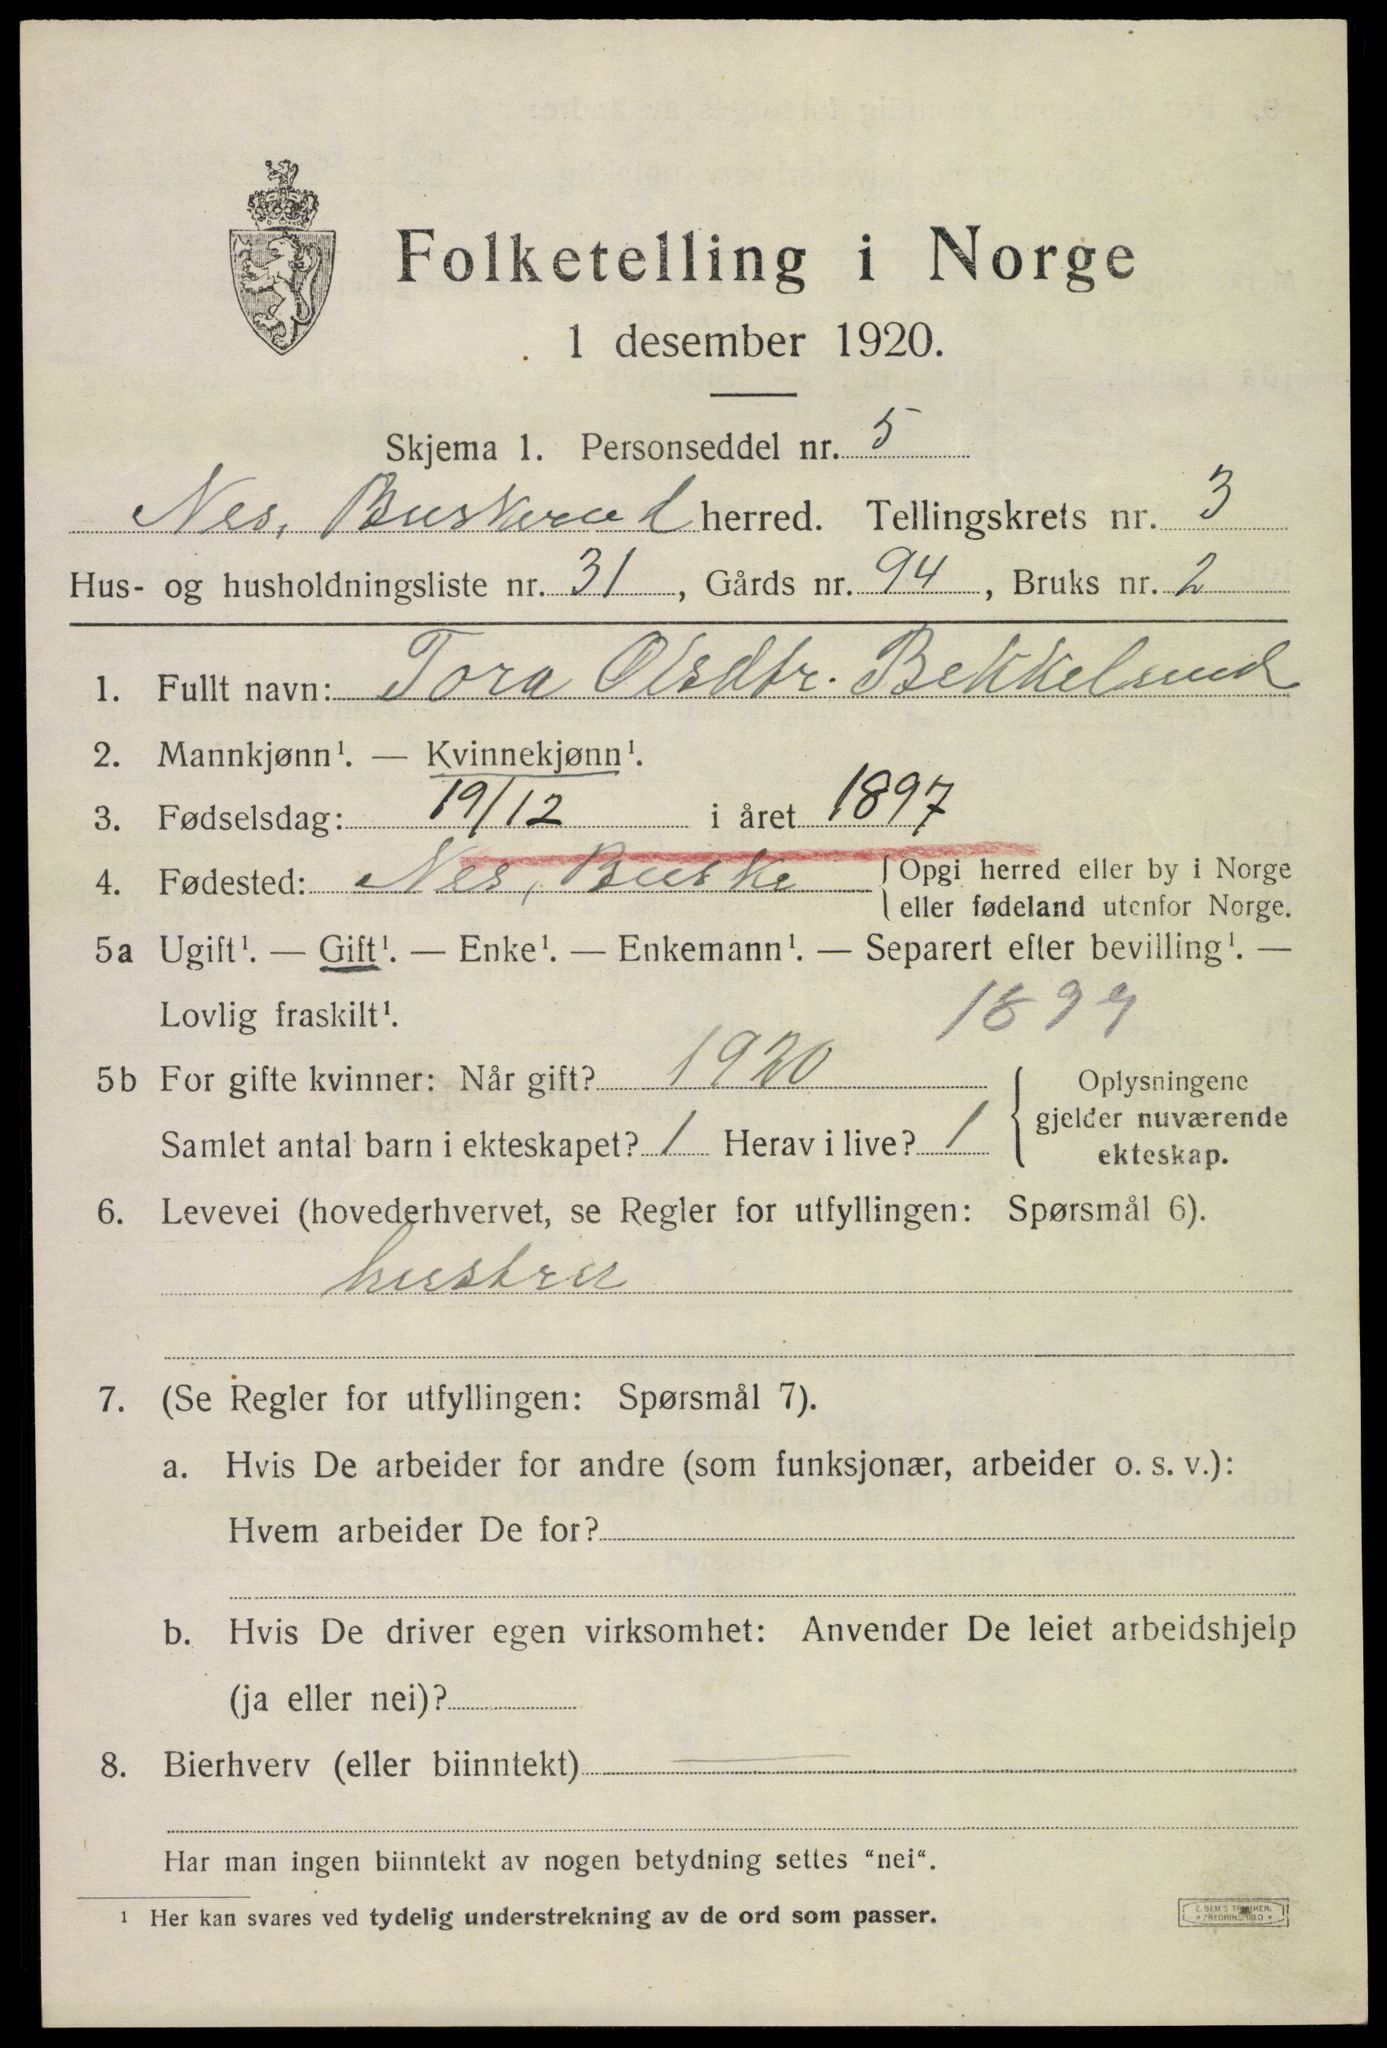 Folketelling i Norge
1 desember 1920.
Skjema 1. Personseddel nr. 5
Nes, Buskerud herred. Tellingskrets nr. 3
Hus- og husholdningsliste nr. 31, Gårds nr. 94, Bruks nr. 2
1. Fullt navn: Tora Olsdtr. Bekkelund
2. Mannkjønn¹. — Kvinnekjønn¹.
3. Fødselsdag: 19/12 i året 1897
4. Fødested: Nes, Buske { Opgi herred eller by i Norge
eller fødeland utenfor Norge.
5a Ugift¹. — Gift¹. — Enke¹. — Enkemann¹. — Separert efter bevilling¹. —
Lovlig fraskilt¹. 1899
5b For gifte kvinner: Når gift? 1920
Samlet antal barn i ekteskapet? 1 Herav i live? 1
{ Oplysningene
gjelder nuværende
ekteskap.
6. Levevei (hovederhvervet, se Regler for utfyllingen: Spørsmål 6).
hustru
7. (Se Regler for utfyllingen: Spørsmål 7).
a. Hvis De arbeider for andre (som funksjonær, arbeider o. s. v.):
Hvem arbeider De for?
b. Hvis De driver egen virksomhet: Anvender De leiet arbeidshjelp
(ja eller nei)?
8. Bierhverv (eller biinntekt) —
Har man ingen biinntekt av nogen betydning settes "nei".
¹ Her kan svares ved tydelig understrekning av de ord som passer.